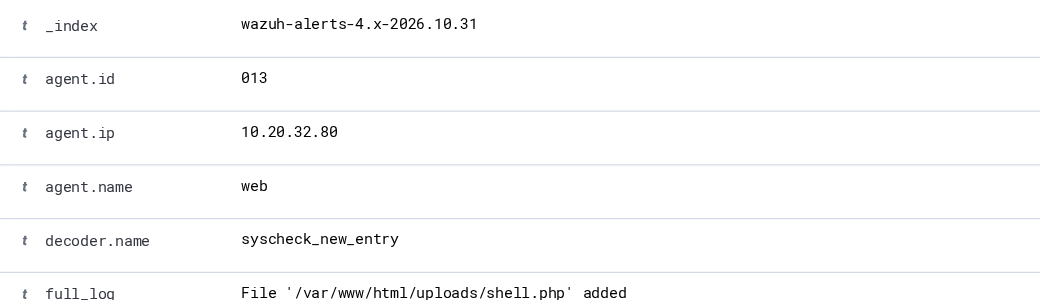 t _index wazuh-alerts-4.x-2026.10.31
t agent.id 013
t agent.ip 10.20.32.80
t agent.name web
t decoder.name syscheck_new_entry
t full_log File '/var/www/html/uploads/shell.php' added